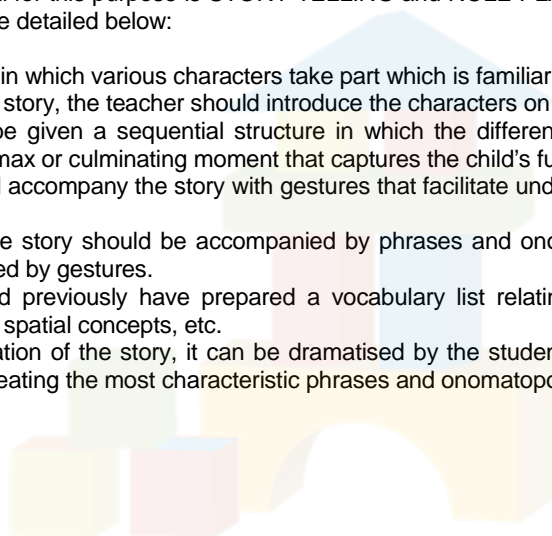 for this purpose is STORY TELLING and ROLE PL
e detailed below:
in which various characters take part which is familiar
story, the teacher should introduce the characters on
be given a sequential structure in which the differen
max or culminating moment that captures the child's fu
accompany the story with gestures that facilitate und
e story should be accompanied by phrases and ono
ed by gestures.
d previously have prepared a vocabulary list relatin
spatial concepts, etc.
ation of the story, it can be dramatised by the studen
eating the most characteristic phrases and onomatopo